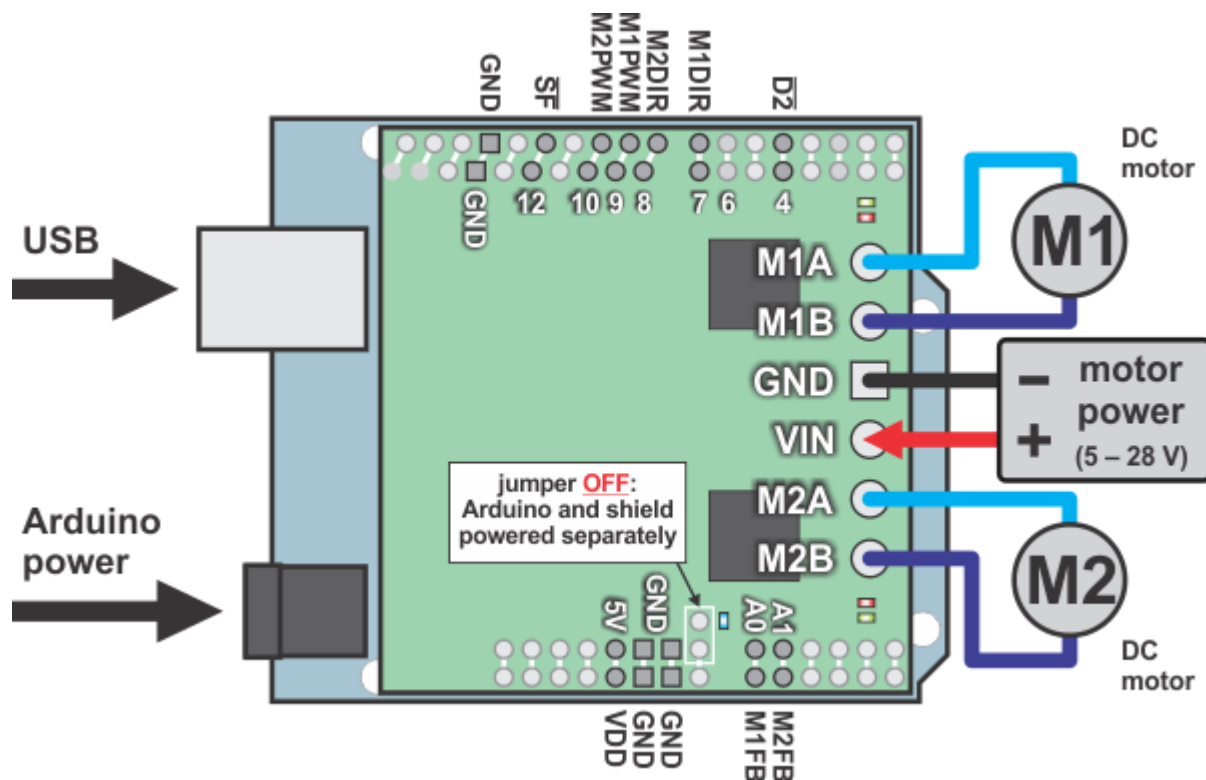 GND
SF
M2PWM
M1PWM
M2DIR
M1DIR
D2
GND
12
10
9
8
7
6
4
DC
motor
M1
USB
M1A
M1B
GND
VIN
M2A
M2B
motor
power
(5 – 28 V)
–
+
jumper OFF:
Arduino and shield
powered separately
Arduino
power
M2
DC
motor
5V
GND
A0
A1
VDD
GND
GND
M1FB
M2FB